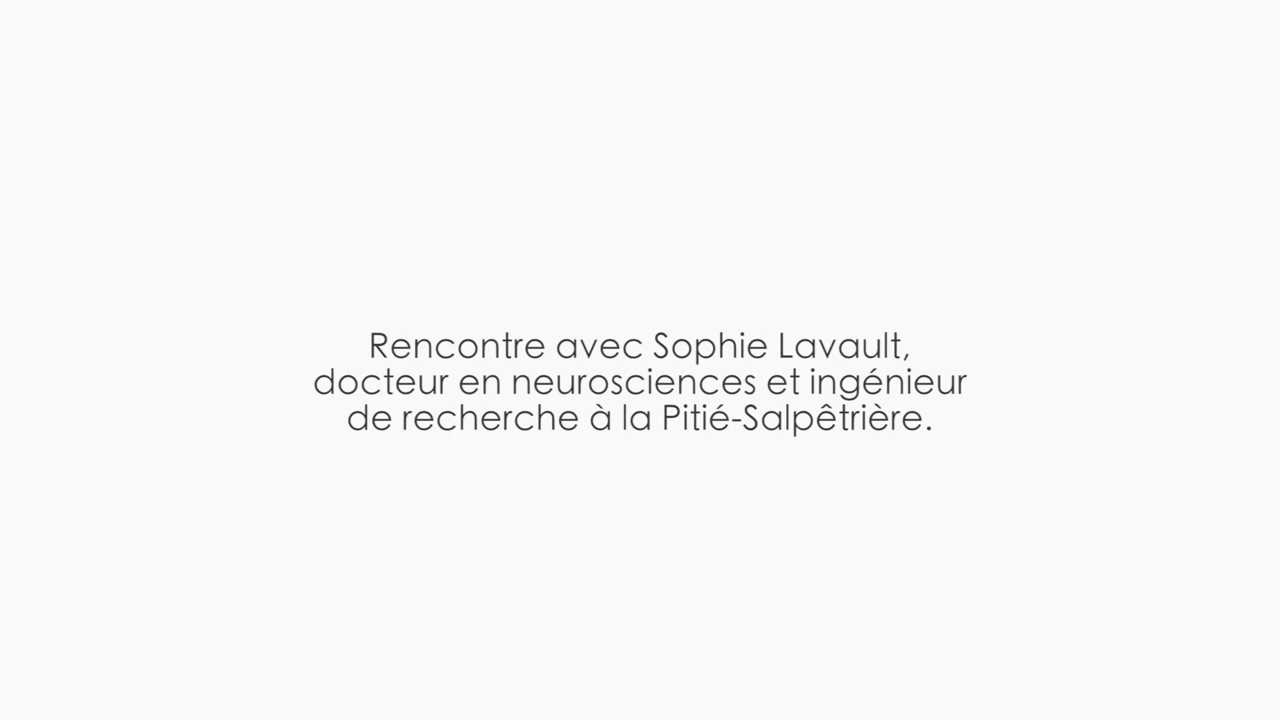 Rencontre avec Sophie Lavault,
docteur en neurosciences et ingénieur
de recherche à la Pitié-Salpêtrière.